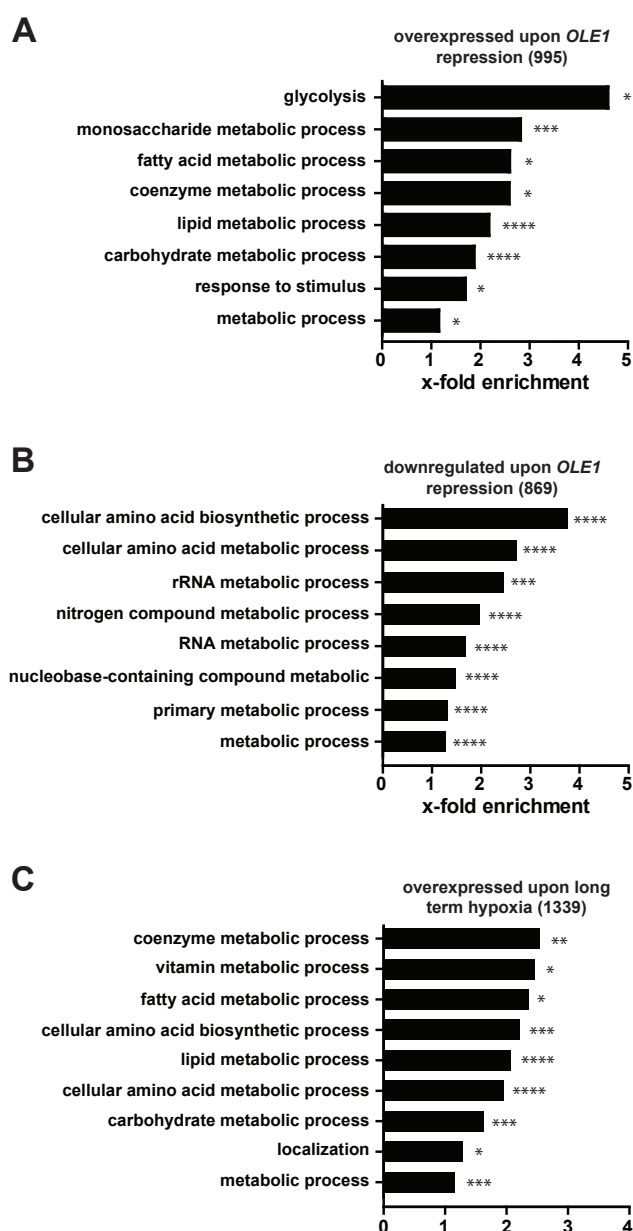 A
overexpressed upon OLE1
repression (995)
glycolysis
*
monosaccharide metabolic process
***
fatty acid metabolic process
*
coenzyme metabolic process
*
lipid metabolic process
****
carbohydrate metabolic process
****
response to stimulus
*
metabolic process
*
0 1 2 3 4 5
x-fold enrichment
B
downregulated upon OLE1
repression (869)
cellular amino acid biosynthetic process
****
cellular amino acid metabolic process
****
rRNA metabolic process
***
nitrogen compound metabolic process
****
RNA metabolic process
****
nucleobase-containing compound metabolic
****
primary metabolic process
****
metabolic process
****
0 1 2 3 4 5
x-fold enrichment
C
overexpressed upon long
term hypoxia (1339)
coenzyme metabolic process
**
vitamin metabolic process
*
fatty acid metabolic process
*
cellular amino acid biosynthetic process
***
lipid metabolic process
****
cellular amino acid metabolic process
****
carbohydrate metabolic process
***
localization
*
metabolic process
***
0 1 2 3 4